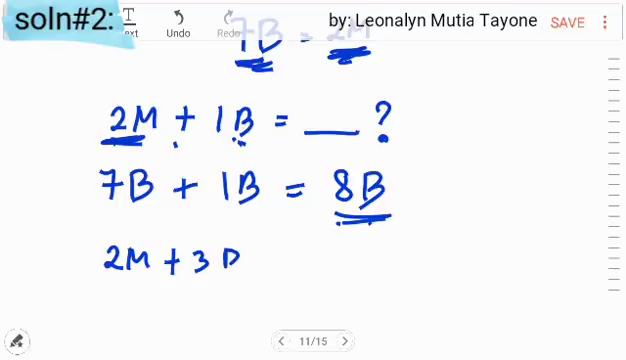 soln#2:
Text Undo Redo
by: Leonalyn Mutia Tayone SAVE
7B = 2M
2M + 1B = ___ ?
7B + 1B = 8B
2M + 3
11/15